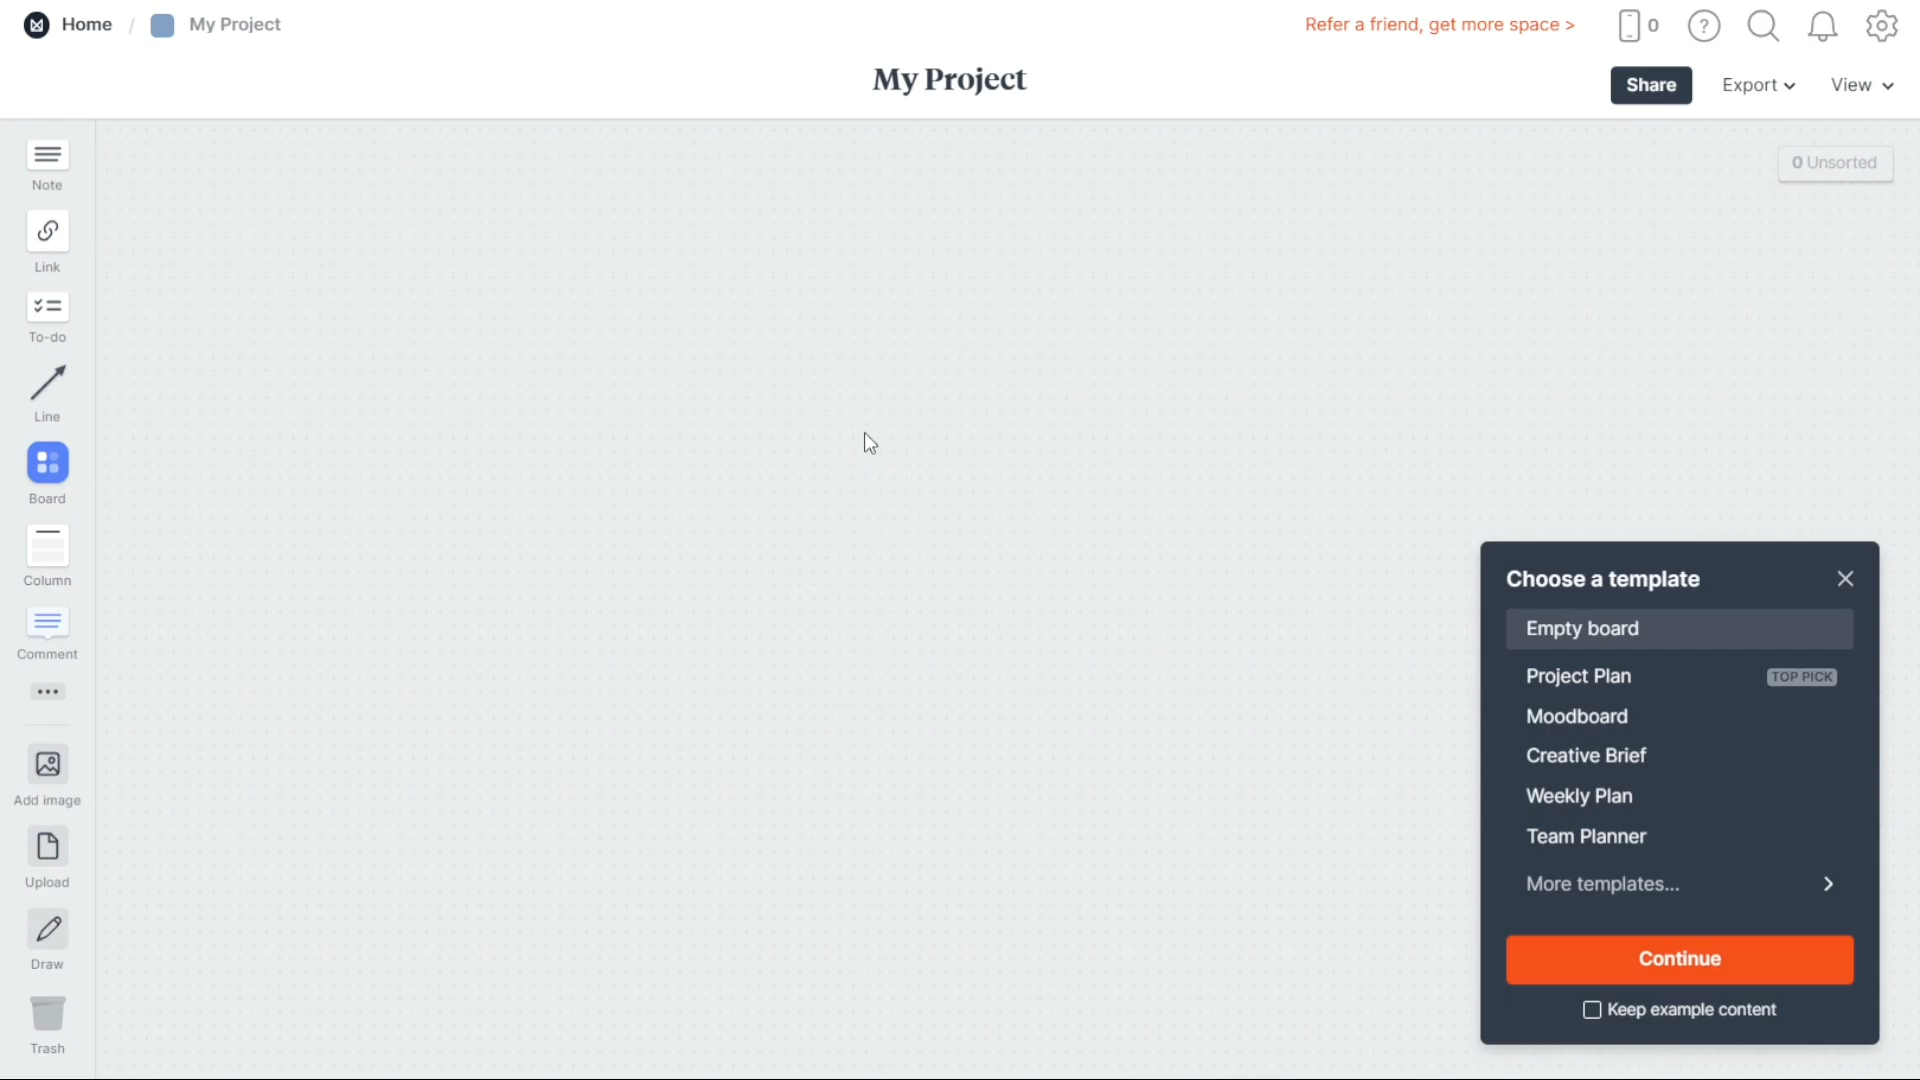 Home / My Project
Refer a friend, get more space >
0
My Project
Share
Export
View
0 Unsorted
Note
Link
To-do
Line
Board
Column
Comment
Add image
Upload
Draw
Trash
Choose a template
Empty board
Project Plan TOP PICK
Moodboard
Creative Brief
Weekly Plan
Team Planner
More templates...
Continue
Keep example content